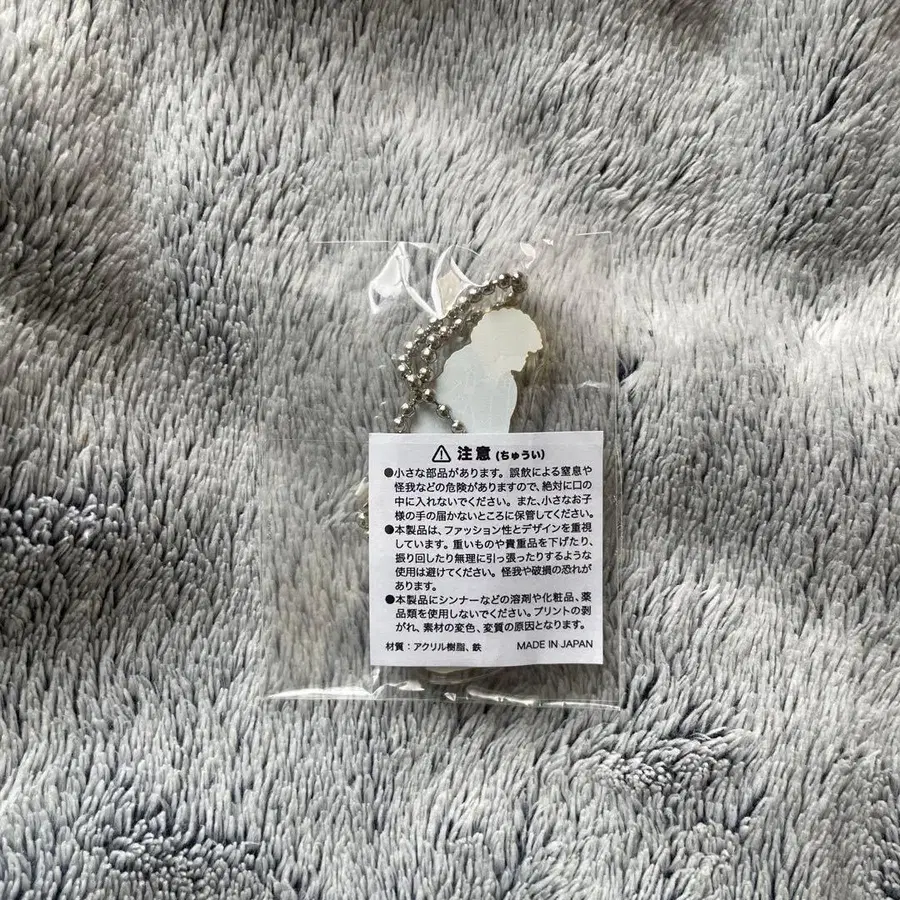 ⚠ 注意 (ちゅうい)
●小さな部品があります。誤飲による窒息や
怪我などの危険がありますので、絶対に口の
中に入れないでください。また、小さなお子
様の手の届かないところに保管してください。
●本製品は、ファッション性とデザインを重視
しています。重いものや貴重品を下げたり、
振り回したり無理に引っ張ったりするような
使用は避けてください。怪我や破損の恐れが
あります。
●本製品にシンナーなどの溶剤や化粧品、薬
品類を使用しないでください。プリントの剥
がれ、素材の変色、変質の原因となります。
材質：アクリル樹脂、鉄 MADE IN JAPAN